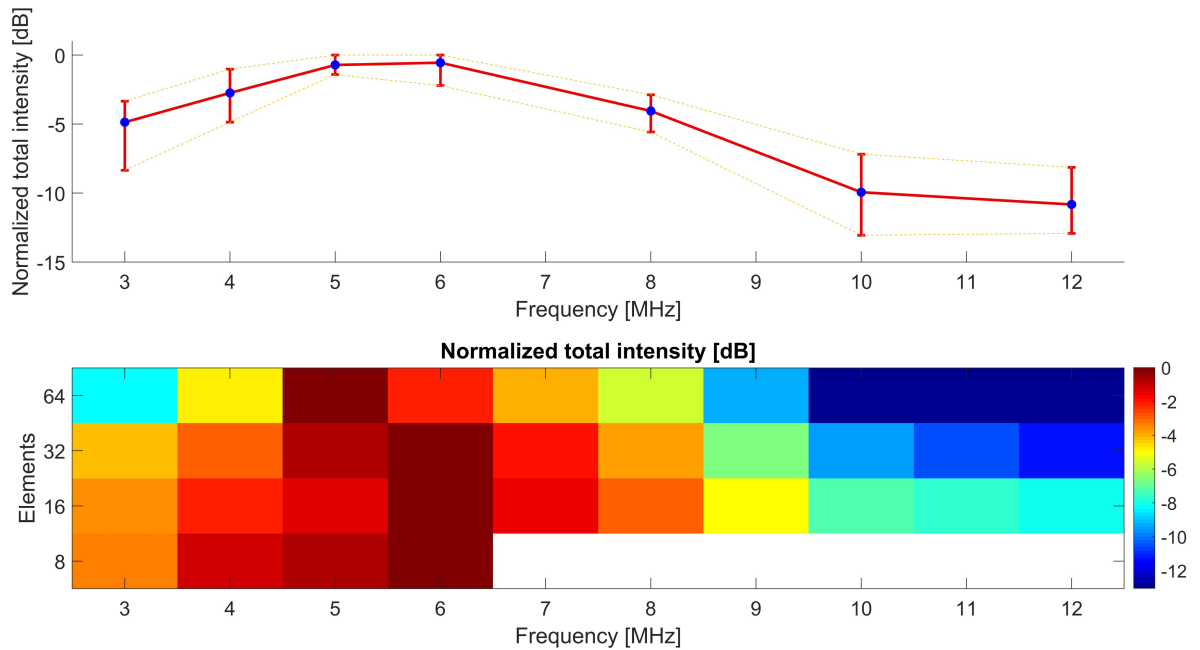 Normalized total intensity [dB]
0
-5
-10
-15
3 4 5 6 7 8 9 10 11 12
Frequency [MHz]
Normalized total intensity [dB]
Elements
64
32
16
8
3 4 5 6 7 8 9 10 11 12
Frequency [MHz]
0
-2
-4
-6
-8
-10
-12